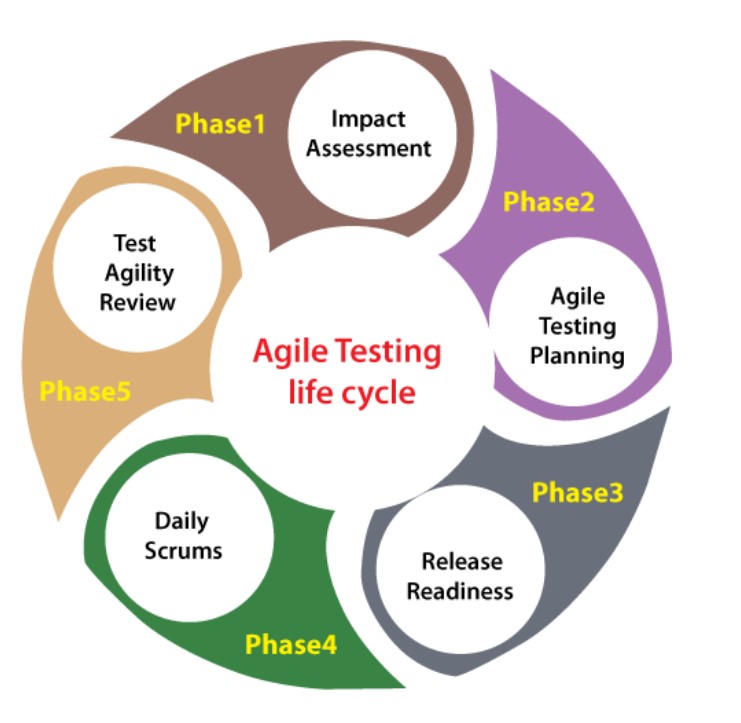 Phase1
Impact
Assessment
Phase2
Agile
Testing
Planning
Phase3
Release
Readiness
Phase4
Daily
Scrums
Phase5
Test
Agility
Review
Agile Testing
life cycle